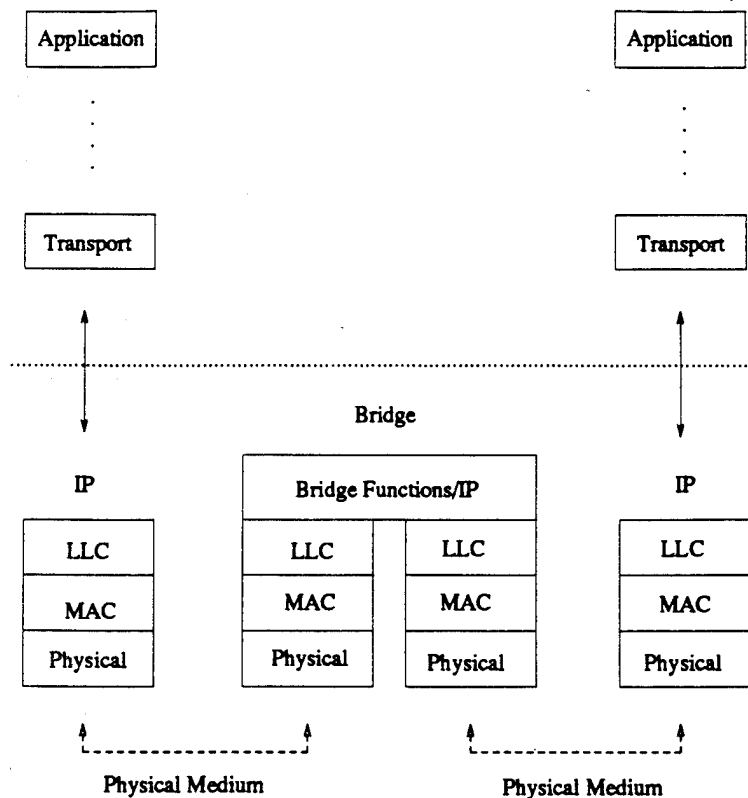 Application Application
Transport Transport
Bridge
IP Bridge Functions/IP IP
LLC LLC LLC LLC
MAC MAC MAC MAC
Physical Physical Physical Physical
Physical Medium Physical Medium